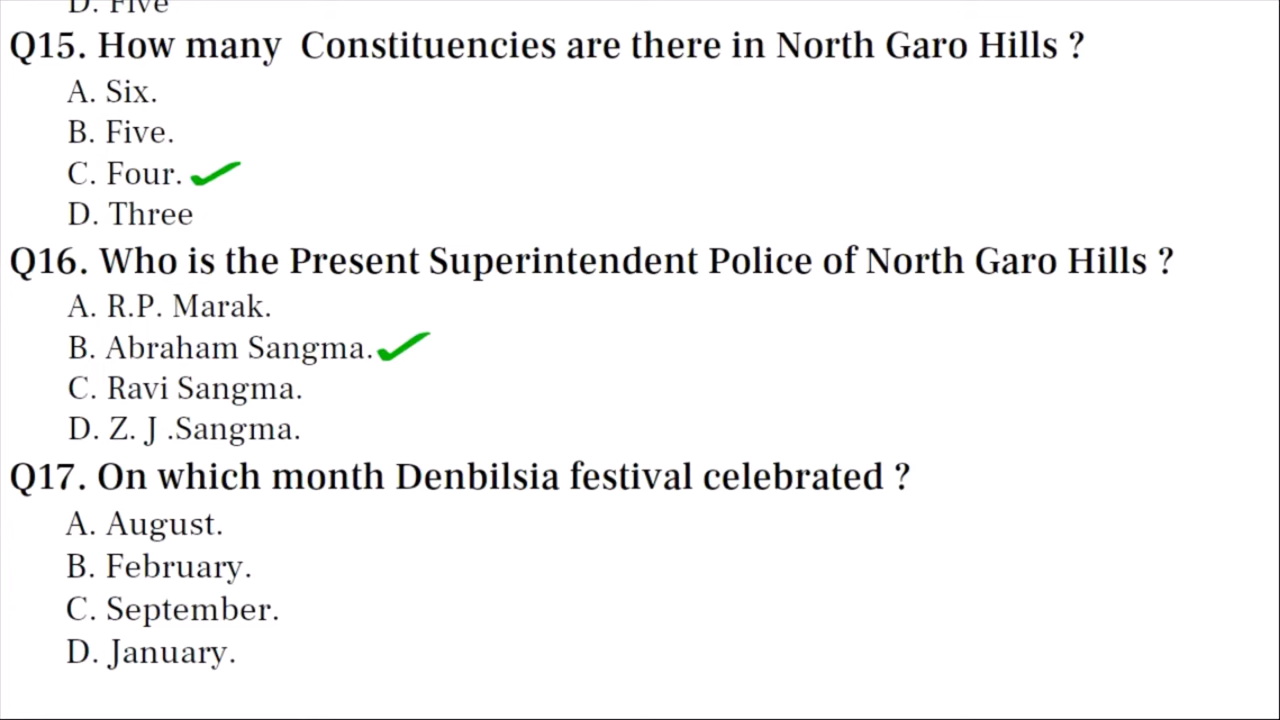 D. Five
Q15. How many Constituencies are there in North Garo Hills ?
A. Six.
B. Five.
C. Four.
D. Three
Q16. Who is the Present Superintendent Police of North Garo Hills ?
A. R.P. Marak.
B. Abraham Sangma.
C. Ravi Sangma.
D. Z. J .Sangma.
Q17. On which month Denbilsia festival celebrated ?
A. August.
B. February.
C. September.
D. January.